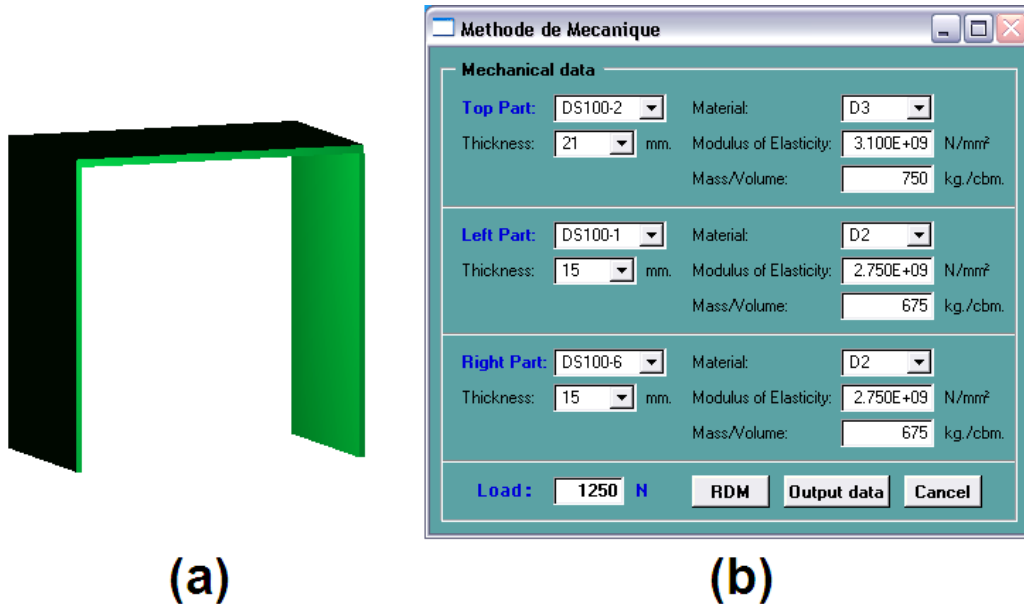 Methode de Mecanique
Mechanical data
Top Part: DS100-2 Material: D3
Thickness: 21 mm. Modulus of Elasticity: 3.100E+09 N/mm²
Mass/Volume: 750 kg./cbm.
Left Part: DS100-1 Material: D2
Thickness: 15 mm. Modulus of Elasticity: 2.750E+09 N/mm²
Mass/Volume: 675 kg./cbm.
Right Part: DS100-6 Material: D2
Thickness: 15 mm. Modulus of Elasticity: 2.750E+09 N/mm²
Mass/Volume: 675 kg./cbm.
Load: 1250 N RDM Output data Cancel
(a) (b)